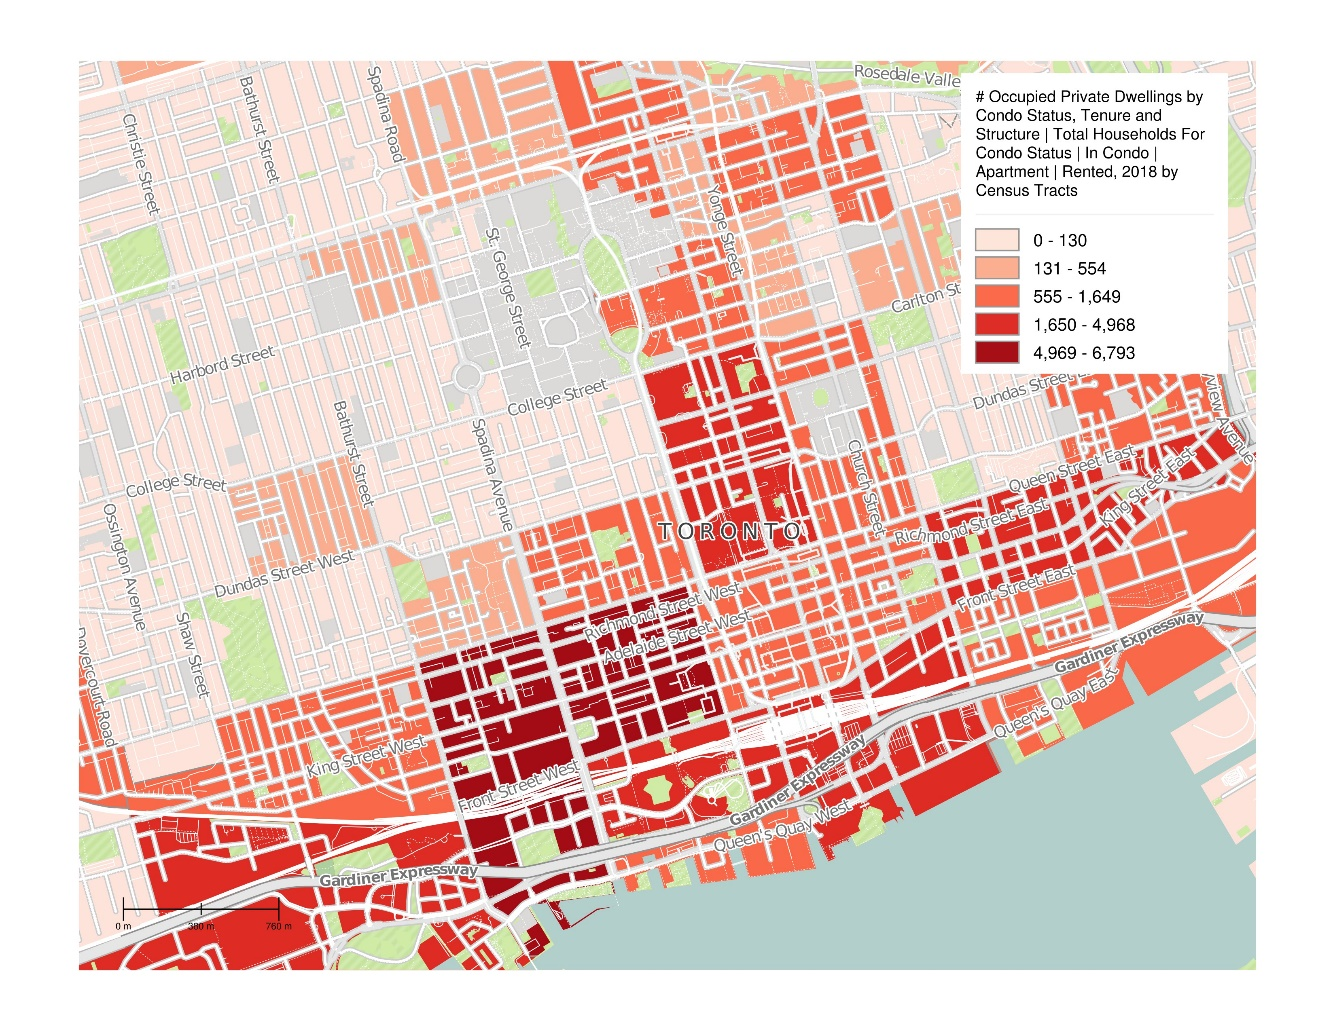 Rosedale Valle
Spadina Road
Bathurst Street
Christie Street
# Occupied Private Dwellings by
Condo Status, Tenure and
Structure | Total Households For
Condo Status | In Condo |
Apartment | Rented, 2018 by
Census Tracts
0 - 130
131 - 554
555 - 1,649
1,650 - 4,968
4,969 - 6,793
Yonge Street
St. George Street
Carlton St
Harbord Street
College Street
Dundas Street E
view Avenue
Bathurst Street
Spadina Avenue
Church Street
College Street
Queen Street East
King Street East
Ossington Avenue
TORONTO
Richmond Street East
Dundas Street West
Front Street East
Richmond Street West
Adelaide Street West
Shaw Street
Dovercourt Road
Gardiner Expressway
Queen's Quay East
King Street West
Front Street West
Gardiner Expressway
Queen's Quay West
Gardiner Expressway
0 m
380 m
760 m